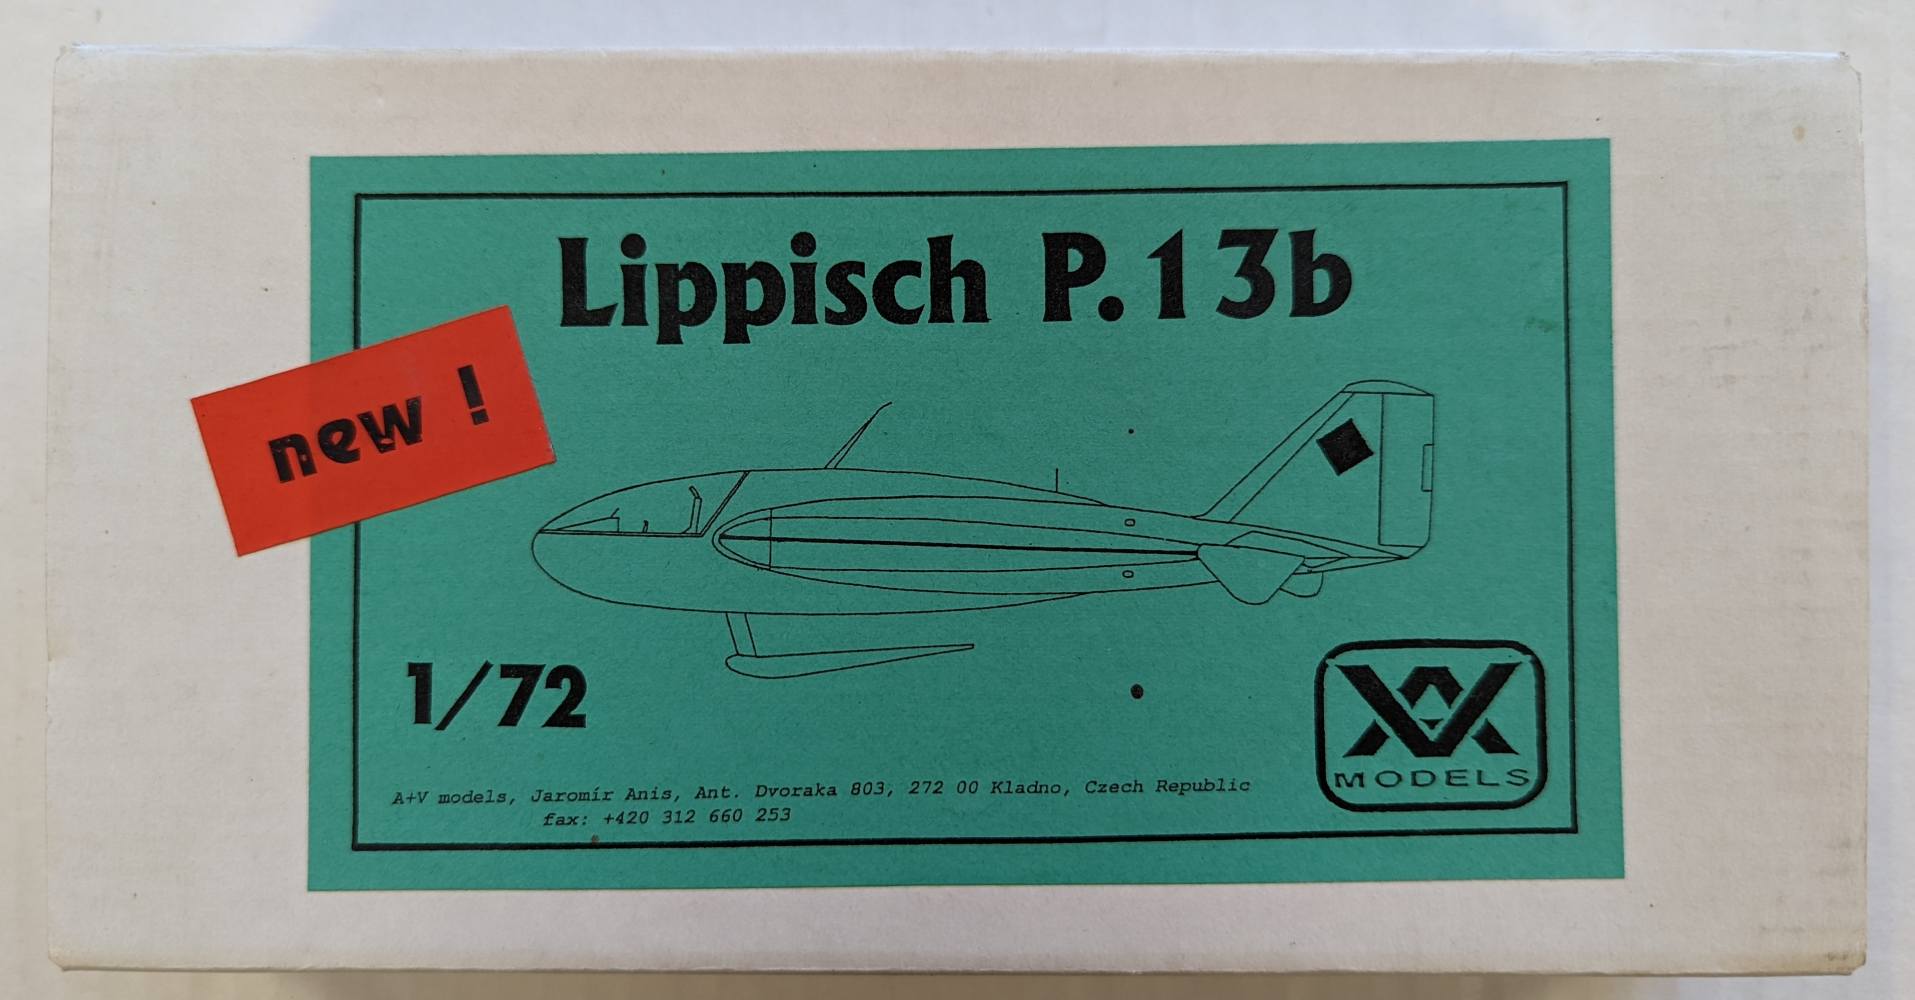 Lippisch P.13b
new !
1/72
A+V models, Jaromír Anis, Ant. Dvoraka 803, 272 00 Kladno, Czech Republic
fax: +420 312 660 253
AV
MODELS